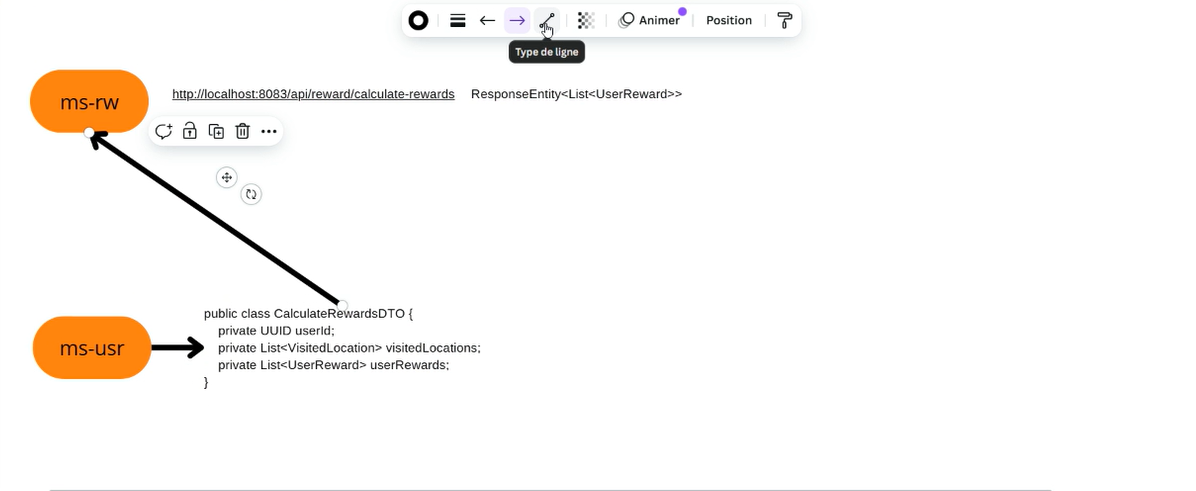 Animer Position
Type de ligne
ms-rw
http://localhost:8083/api/reward/calculate-rewards ResponseEntity<List<UserReward>>
public class CalculateRewardsDTO {
private UUID userId;
ms-usr
private List<VisitedLocation> visitedLocations;
private List<UserReward> userRewards;
}